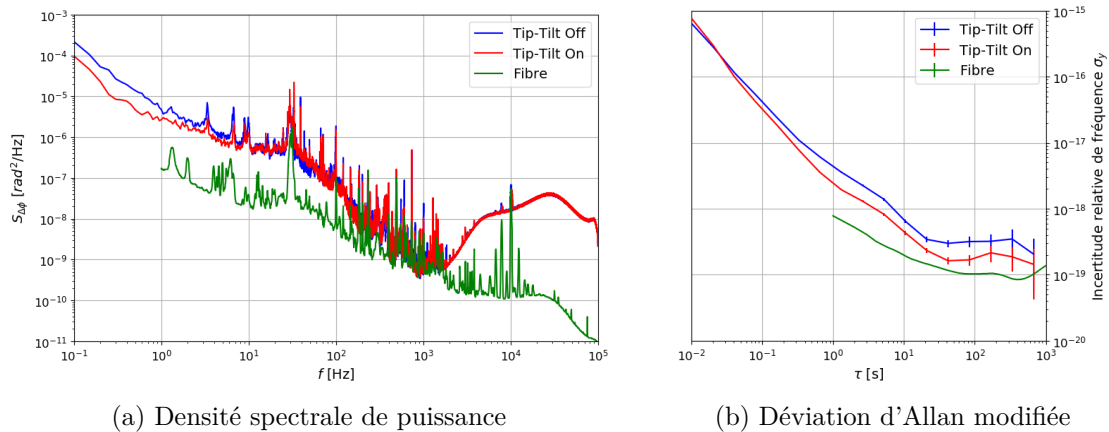 10⁻³
10⁻⁴
10⁻⁵
10⁻⁶
10⁻⁷
10⁻⁸
10⁻⁹
10⁻¹⁰
10⁻¹¹
S_Δϕ [rad²/Hz]
Tip-Tilt Off
Tip-Tilt On
Fibre
10⁻¹ 10⁰ 10¹ 10² 10³ 10⁴ 10⁵
f [Hz]
(a) Densité spectrale de puissance
Tip-Tilt Off
Tip-Tilt On
Fibre
10⁻¹⁵
10⁻¹⁶
10⁻¹⁷
10⁻¹⁸
10⁻¹⁹
10⁻²⁰
Incertitude relative de fréquence σ_y
10⁻² 10⁻¹ 10⁰ 10¹ 10² 10³
τ [s]
(b) Déviation d'Allan modifiée